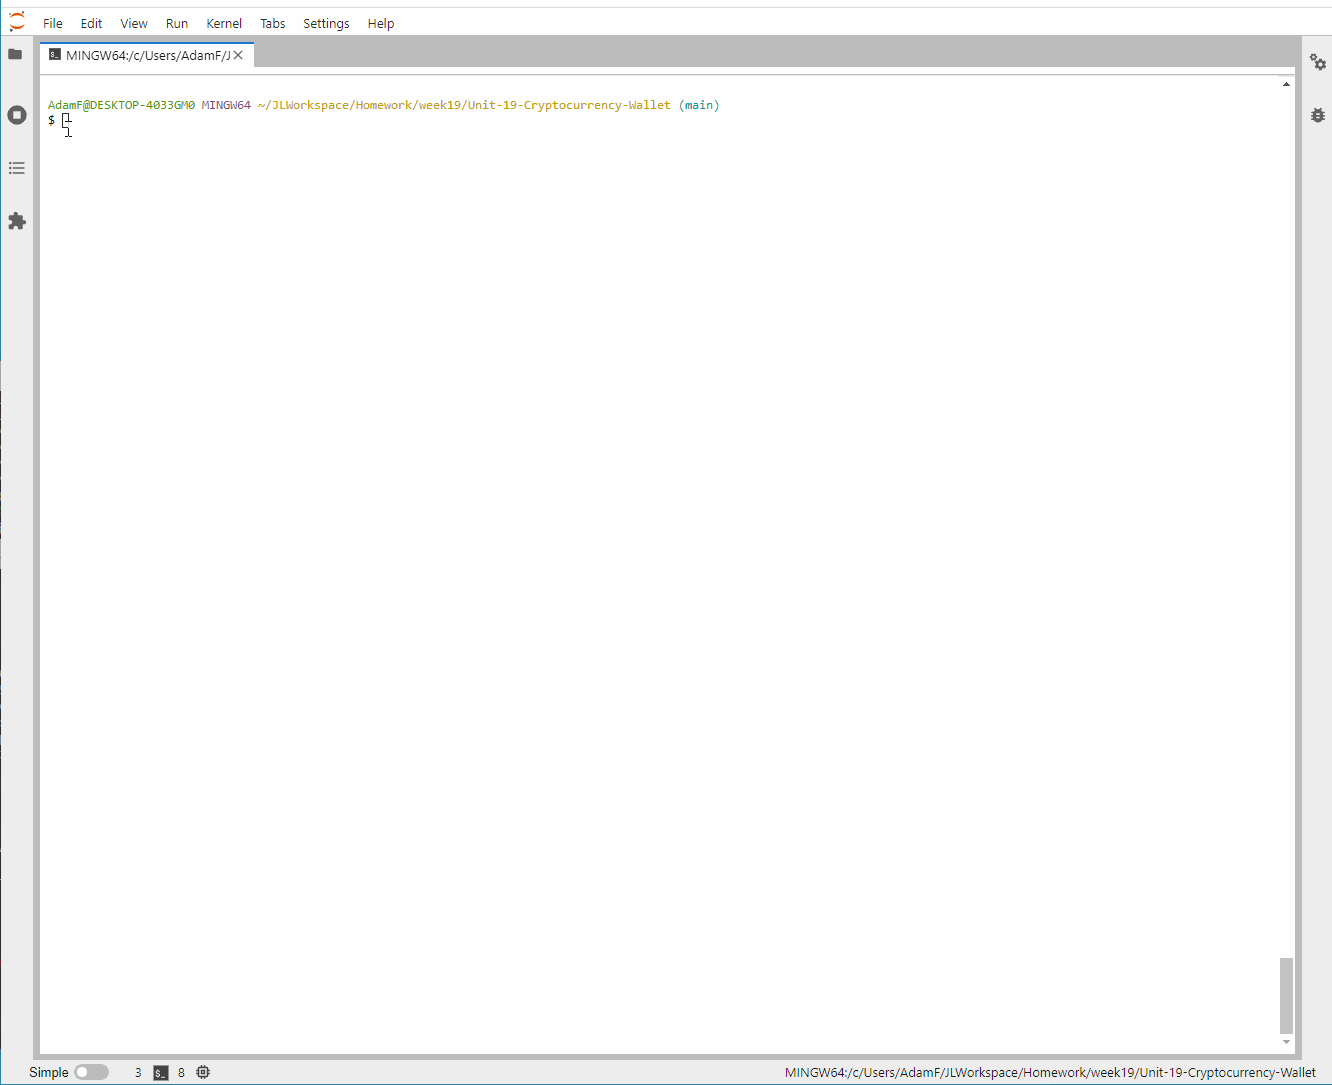 File Edit View Run Kernel Tabs Settings Help
MINGW64:/c/Users/AdamF/J
AdamF@DESKTOP-4033GM0 MINGW64 ~/JLWorkspace/Homework/week19/Unit-19-Cryptocurrency-Wallet (main)
$
Simple 3 $_ 8 MINGW64:/c/Users/AdamF/JLWorkspace/Homework/week19/Unit-19-Cryptocurrency-Wallet